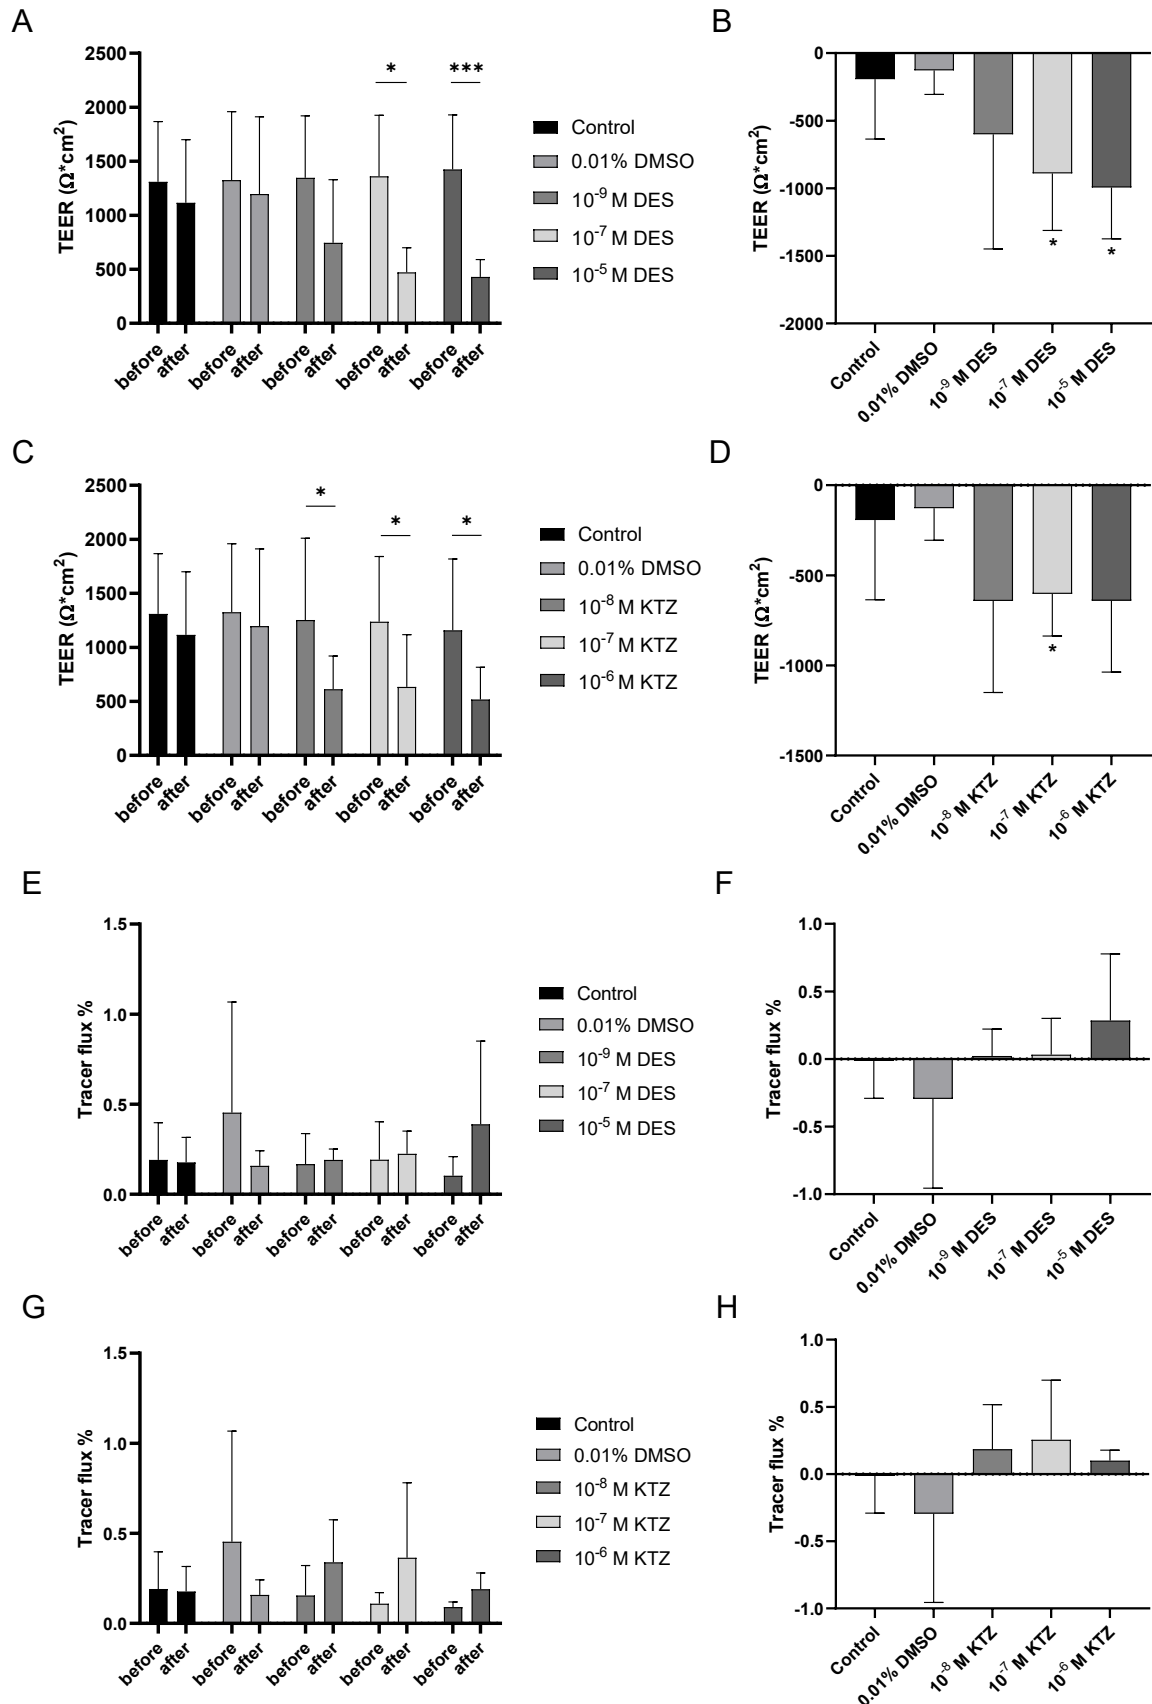 A
TEER (Ω*cm²)
2500
2000
1500
1000
500
0
* ***
before after before after before after before after before after
Control
0.01% DMSO
10⁻⁹ M DES
10⁻⁷ M DES
10⁻⁵ M DES
B
TEER (Ω*cm²)
0
-500
-1000
-1500
-2000
* *
Control 0.01% DMSO 10⁻⁹ M DES 10⁻⁷ M DES 10⁻⁵ M DES
C
TEER (Ω*cm²)
2500
2000
1500
1000
500
0
* * *
before after before after before after before after before after
Control
0.01% DMSO
10⁻⁸ M KTZ
10⁻⁷ M KTZ
10⁻⁶ M KTZ
D
TEER (Ω*cm²)
0
-500
-1000
-1500
*
Control 0.01% DMSO 10⁻⁸ M KTZ 10⁻⁷ M KTZ 10⁻⁶ M KTZ
E
Tracer flux %
1.5
1.0
0.5
0.0
before after before after before after before after before after
Control
0.01% DMSO
10⁻⁹ M DES
10⁻⁷ M DES
10⁻⁵ M DES
F
Tracer flux %
1.0
0.5
0.0
-0.5
-1.0
Control 0.01% DMSO 10⁻⁹ M DES 10⁻⁷ M DES 10⁻⁵ M DES
G
Tracer flux %
1.5
1.0
0.5
0.0
before after before after before after before after before after
Control
0.01% DMSO
10⁻⁸ M KTZ
10⁻⁷ M KTZ
10⁻⁶ M KTZ
H
Tracer flux %
1.0
0.5
0.0
-0.5
-1.0
Control 0.01% DMSO 10⁻⁸ M KTZ 10⁻⁷ M KTZ 10⁻⁶ M KTZ